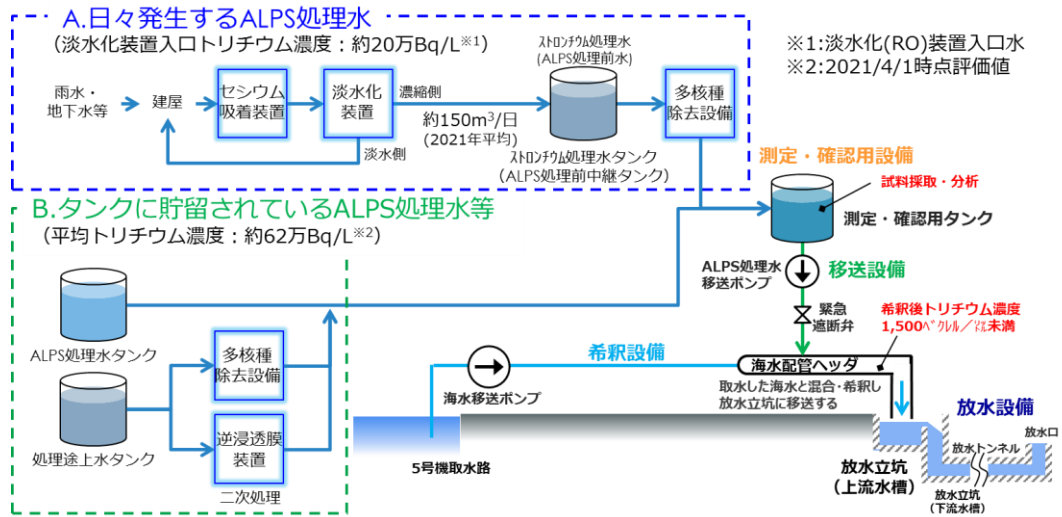 A.日々発生するALPS処理水
(淡水化装置入口トリチウム濃度：約20万Bq/L※1)
※1:淡水化(RO)装置入口水
※2:2021/4/1時点評価値
雨水・
地下水等
建屋
セシウム
吸着装置
淡水化
装置
濃縮側
淡水側
約150m³/日
(2021年平均)
ｽﾄﾛﾝﾁｳﾑ処理水
(ALPS処理前水)
ｽﾄﾛﾝﾁｳﾑ処理水タンク
(ALPS処理前中継タンク)
多核種
除去設備
測定・確認用設備
試料採取・分析
測定・確認用タンク
B.タンクに貯留されているALPS処理水等
(平均トリチウム濃度：約62万Bq/L※2)
ALPS処理水タンク
処理途上水タンク
多核種
除去設備
逆浸透膜
装置
二次処理
ALPS処理水
移送ポンプ
移送設備
緊急
遮断弁
希釈後トリチウム濃度
1,500ﾍﾞｸﾚﾙ／ﾘｯﾄﾙ未満
希釈設備
海水移送ポンプ
海水配管ヘッダ
取水した海水と混合・希釈し
放水立坑に移送する
5号機取水路
放水設備
放水口
放水トンネル
放水立坑
(上流水槽)
放水立坑
(下流水槽)